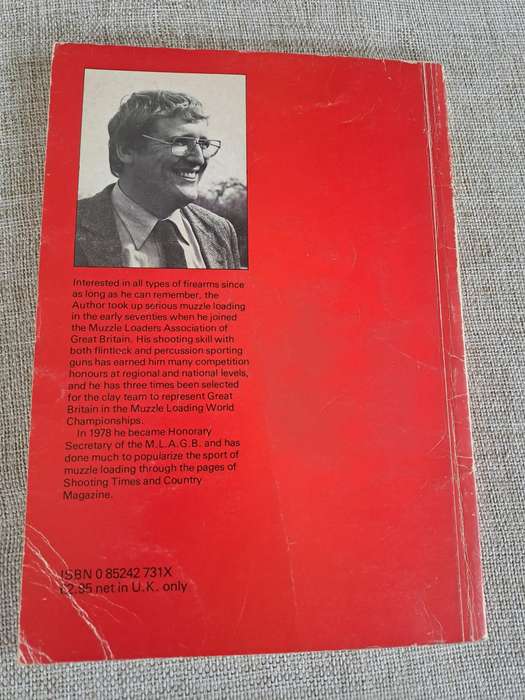 Interested in all types of firearms since
as long as he can remember, the
Author took up serious muzzle loading
in the early seventies when he joined
the Muzzle Loaders Association of
Great Britain. His shooting skill with
both flintlock and percussion sporting
guns has earned him many competition
honours at regional and national levels,
and he has three times been selected
for the clay team to represent Great
Britain in the Muzzle Loading World
Championships.
In 1978 he became Honorary
Secretary of the M.L.A.G.B. and has
done much to popularize the sport of
muzzle loading through the pages of
Shooting Times and Country
Magazine.
ISBN 0 85242 731X
£2.95 net in U.K. only